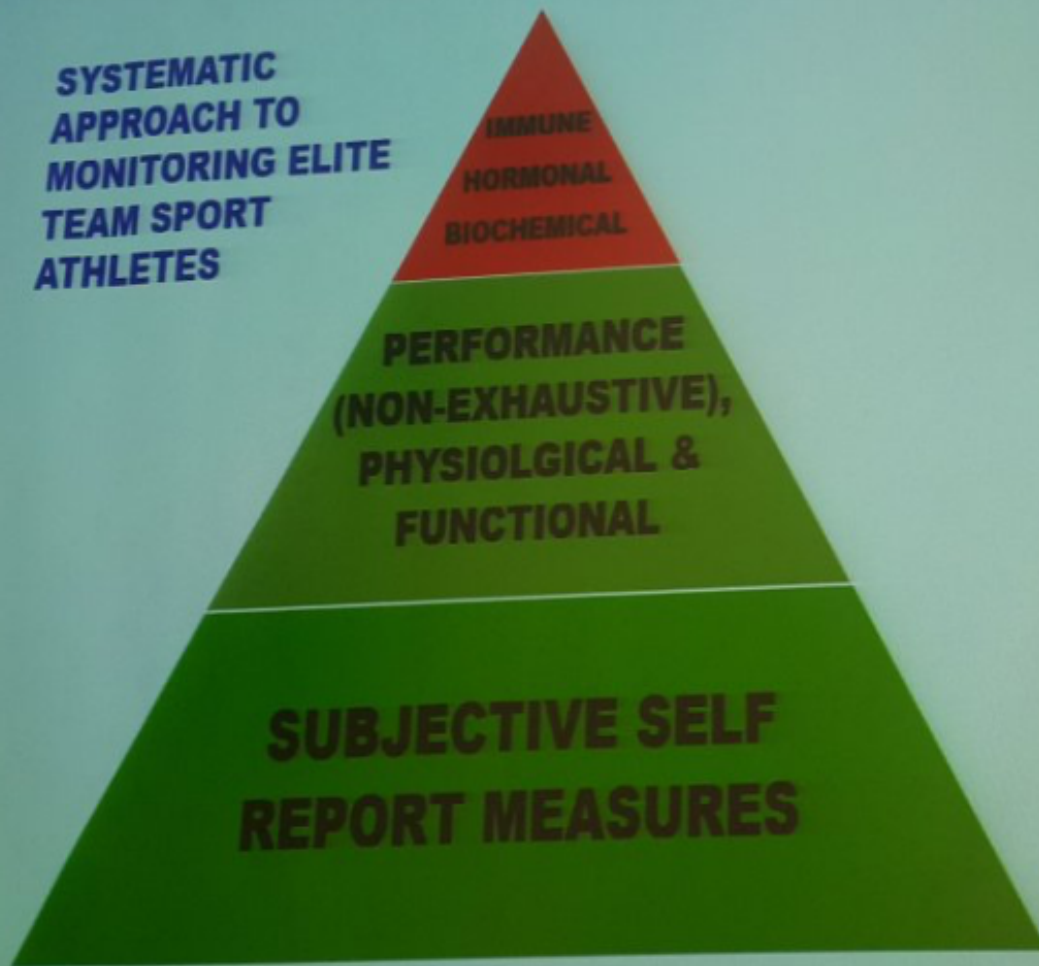 SYSTEMATIC
APPROACH TO
MONITORING ELITE
TEAM SPORT
ATHLETES
IMMUNE
HORMONAL
BIOCHEMICAL
PERFORMANCE
(NON-EXHAUSTIVE),
PHYSIOLGICAL &
FUNCTIONAL
SUBJECTIVE SELF
REPORT MEASURES